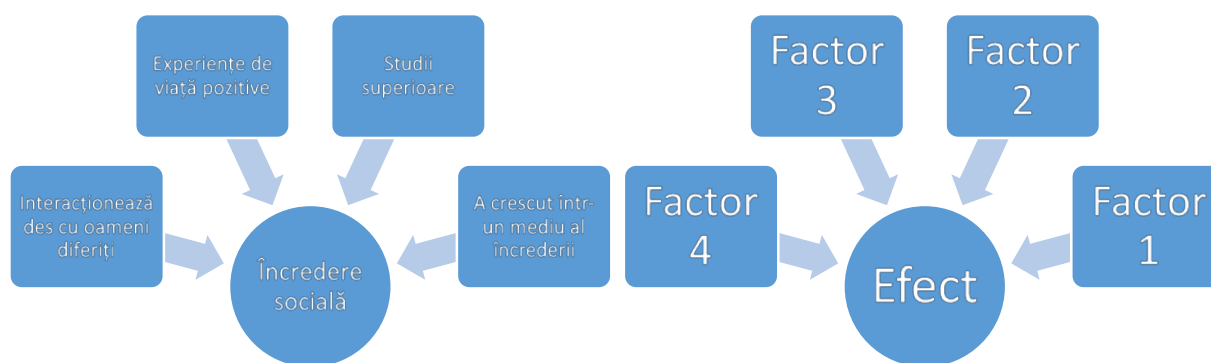 Experiențe de
viață pozitive
Studii
superioare
Interacționează
des cu oameni
diferiți
A crescut într-
un mediu al
încrederii
Încredere
socială
Factor
3
Factor
2
Factor
4
Factor
1
Efect